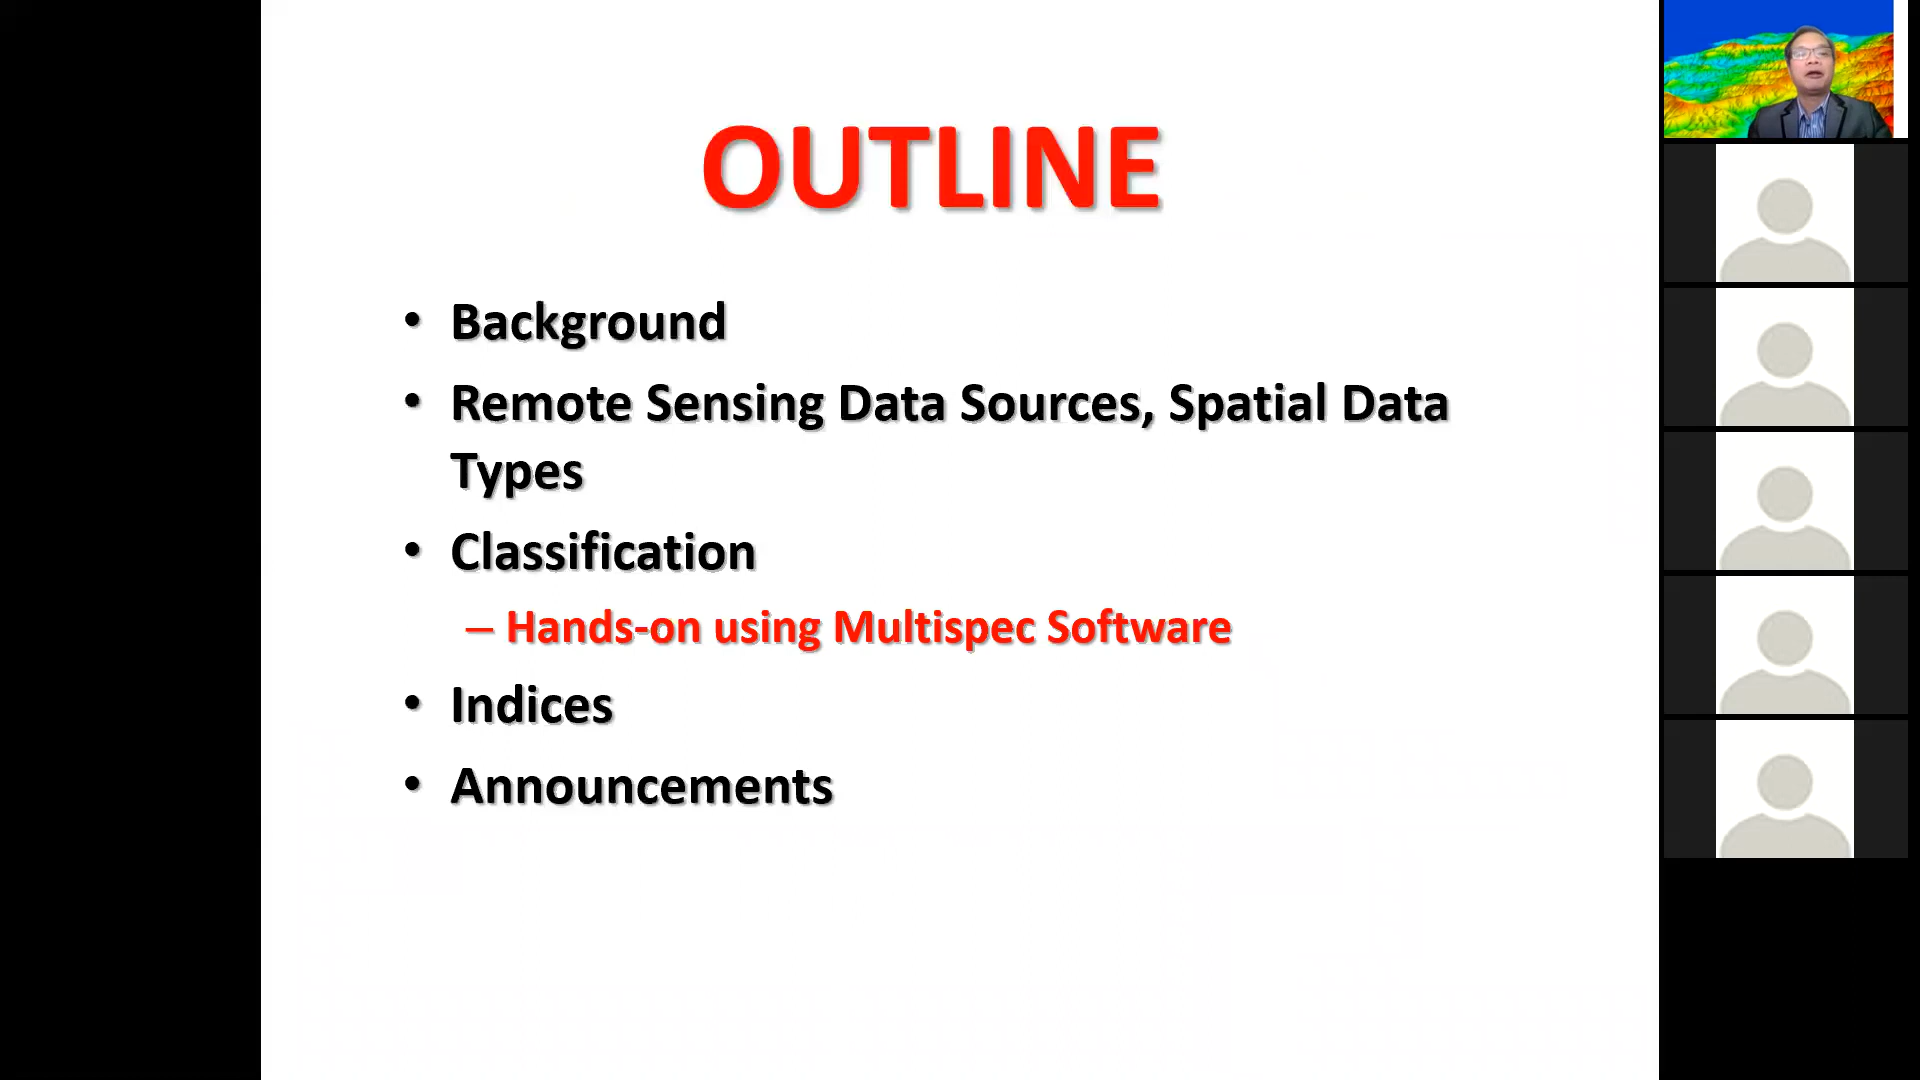 OUTLINE
• Background
• Remote Sensing Data Sources, Spatial Data
Types
• Classification
– Hands-on using Multispec Software
• Indices
• Announcements